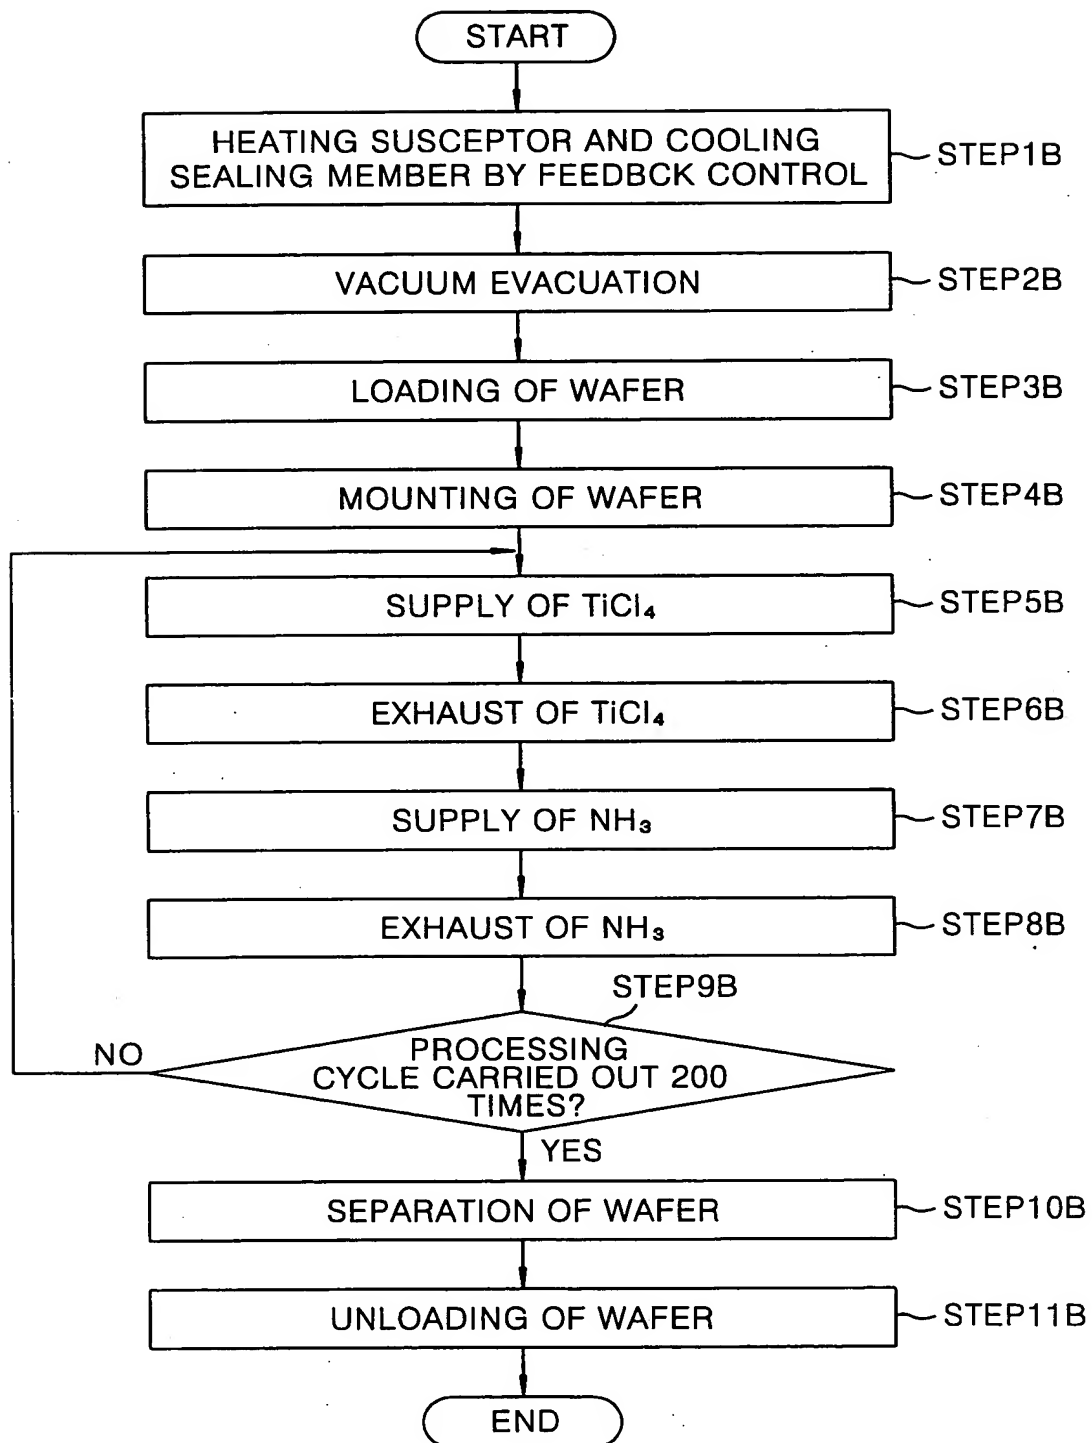 START
HEATING SUSCEPTOR AND COOLING
SEALING MEMBER BY FEEDBCK CONTROL
STEP1B
VACUUM EVACUATION
STEP2B
LOADING OF WAFER
STEP3B
MOUNTING OF WAFER
STEP4B
SUPPLY OF TiCl₄
STEP5B
EXHAUST OF TiCl₄
STEP6B
SUPPLY OF NH₃
STEP7B
EXHAUST OF NH₃
STEP8B
STEP9B
NO
PROCESSING
CYCLE CARRIED OUT 200
TIMES?
YES
SEPARATION OF WAFER
STEP10B
UNLOADING OF WAFER
STEP11B
END